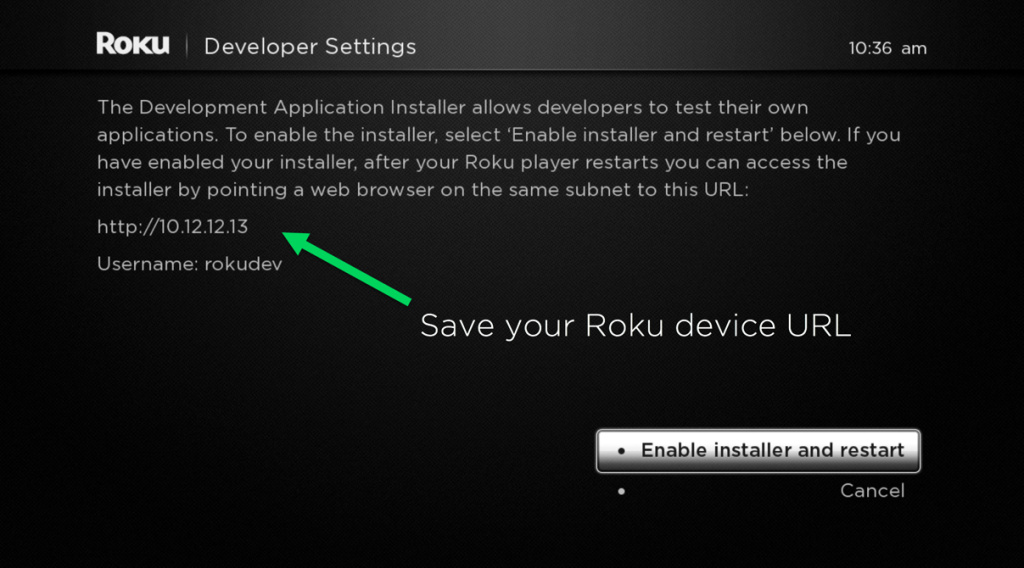 Roku | Developer Settings 10:36 am
The Development Application Installer allows developers to test their own
applications. To enable the installer, select ‘Enable installer and restart’ below. If you
have enabled your installer, after your Roku player restarts you can access the
installer by pointing a web browser on the same subnet to this URL:
http://10.12.12.13
Username: rokudev
Save your Roku device URL
• Enable installer and restart
• Cancel